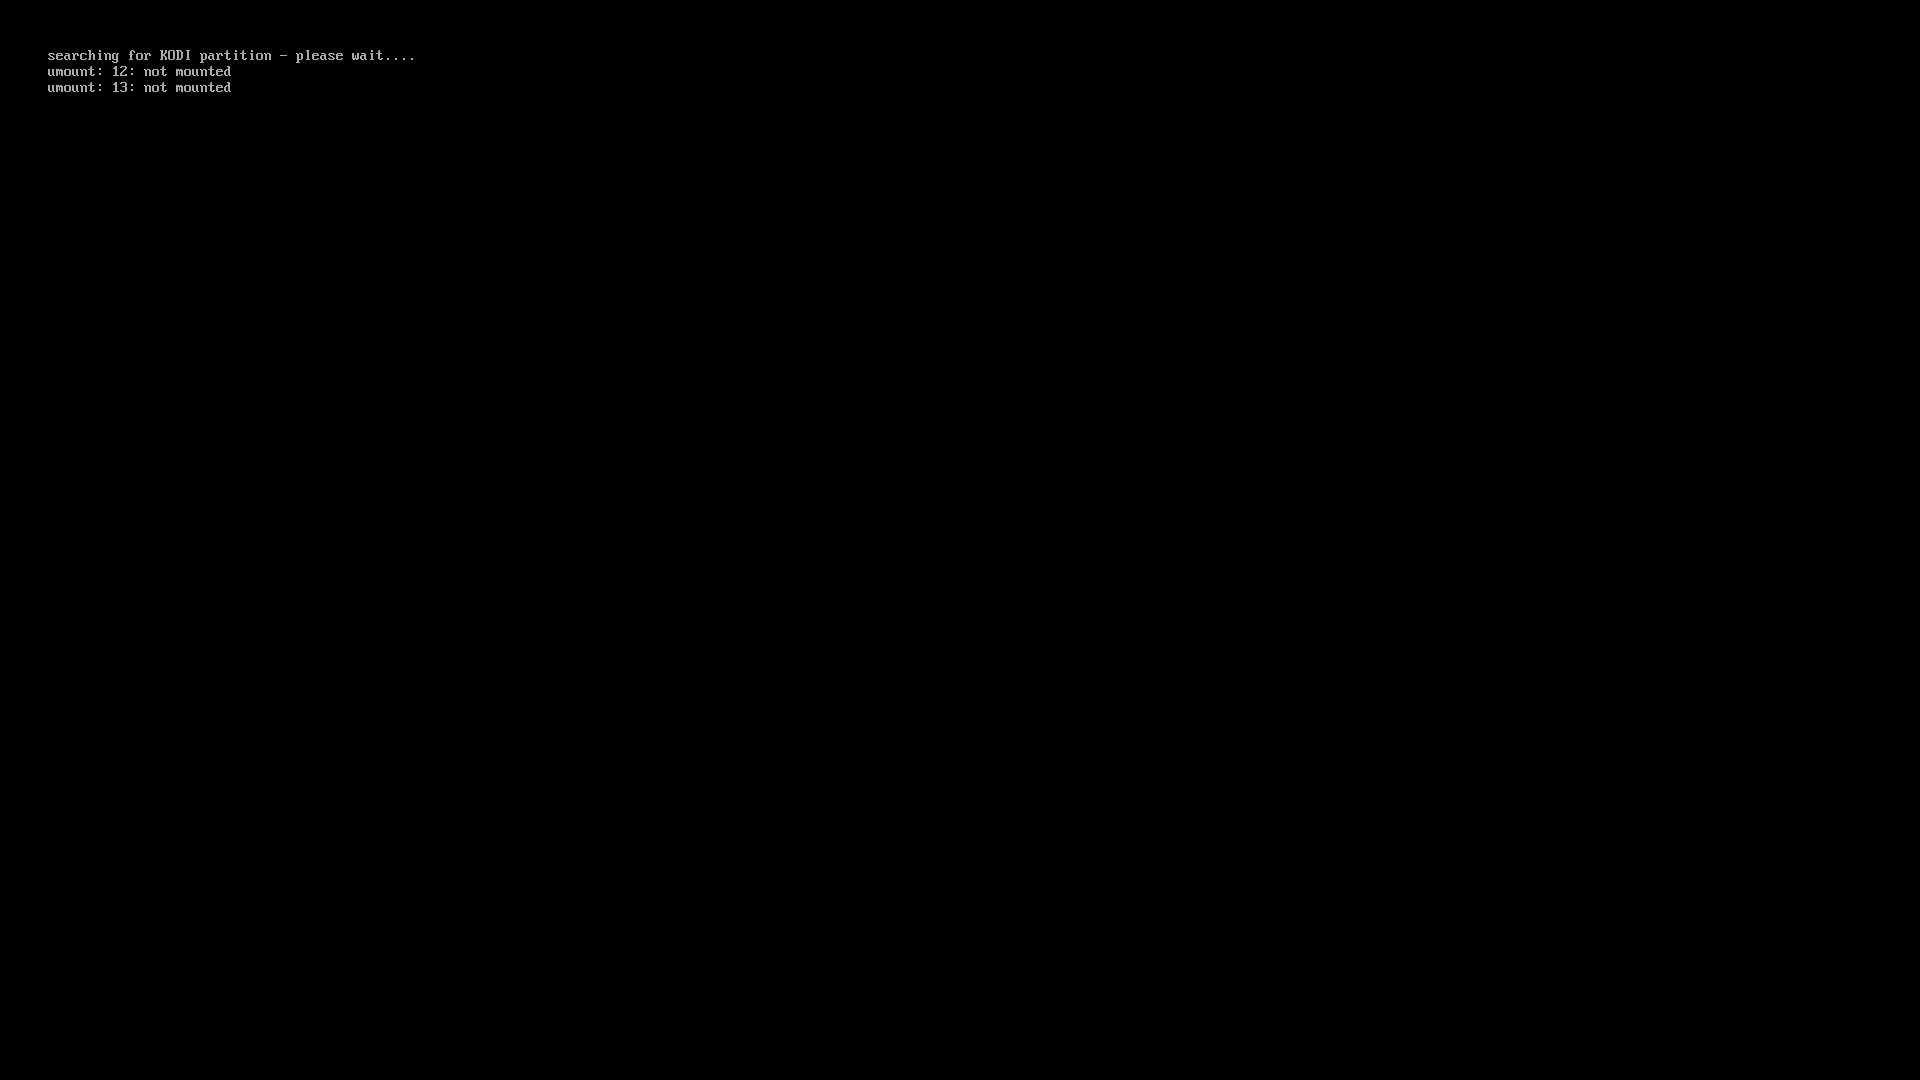 searching for KODI partition - please wait....
umount: 12: not mounted
umount: 13: not mounted